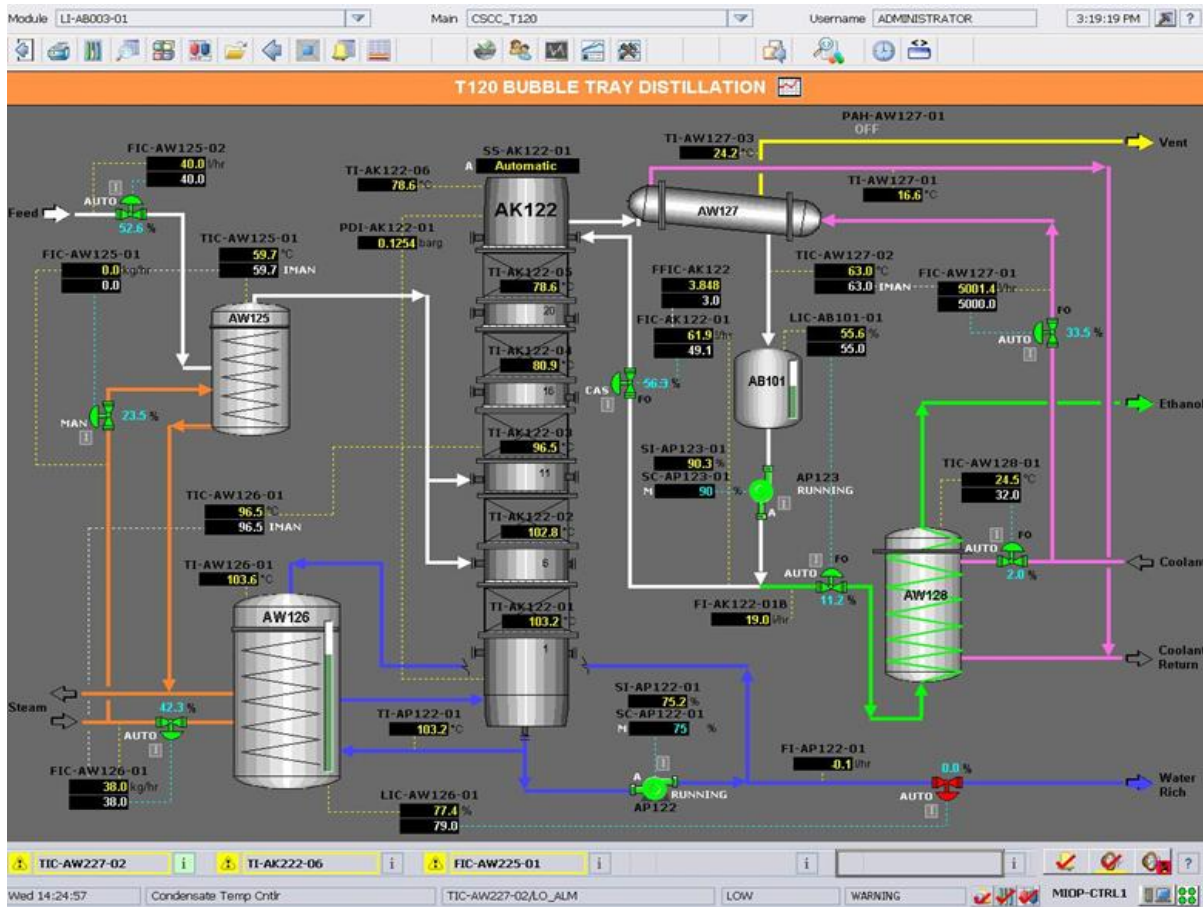 Module LI-AB003-01 Main CSCC_T120 Username ADMINISTRATOR 3:19:19 PM ?
T120 BUBBLE TRAY DISTILLATION
FIC-AW125-02
40.0 l/hr
40.0
AUTO
52.6 %
Feed
FIC-AW125-01
0.0 kg/hr
0.0
TIC-AW125-01
59.7 °C
59.7 IMAN
AW125
MAN
23.5 %
TIC-AW126-01
96.5 °C
96.5 IMAN
TI-AW126-01
103.6 °C
AW126
Steam
42.3 %
AUTO
FIC-AW126-01
38.0 kg/hr
38.0
LIC-AW126-01
77.4 %
79.0
TI-AP122-01
103.2 °C
SS-AK122-01
A Automatic
TI-AK122-06
78.6 °C
AK122
PDI-AK122-01
0.1254 barg
TI-AK122-05
78.6 °C
20
TI-AK122-04
80.9 °C
16
TI-AK122-03
96.5 °C
11
TI-AK122-02
102.8 °C
6
TI-AK122-01
103.2 °C
1
PAH-AW127-01
OFF
TI-AW127-03
24.2 °C
Vent
TI-AW127-01
16.6 °C
AW127
TIC-AW127-02
63.0 °C
63.0 IMAN
FIC-AW127-01
5001.4 l/hr
5000.0
FO
AUTO
33.5 %
FFIC-AK122
3.848
3.0
FIC-AK122-01
61.9 l/hr
49.1
CAS
56.3 %
FO
LIC-AB101-01
55.6 %
55.0
AB101
SI-AP123-01
90.3 %
SC-AP123-01
M 90 %
AP123
RUNNING
A
Ethanol
TIC-AW128-01
24.5 °C
32.0
FO
AUTO
2.0 %
Coolant
AW128
FO
AUTO
11.2 %
FI-AK122-01B
19.0 l/hr
Coolant
Return
SI-AP122-01
75.2 %
SC-AP122-01
M 75 %
A
RUNNING
AP122
FI-AP122-01
-0.1 l/hr
0.0 %
AUTO
Water
Rich
TIC-AW227-02 i TI-AK222-06 i FIC-AW225-01 i i i ?
Wed 14:24:57 Condensate Temp Cntlr TIC-AW227-02/LO_ALM LOW WARNING MIOP-CTRL1